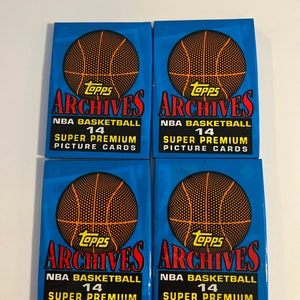 Topps
ARCHIVES
NBA BASKETBALL
14
SUPER PREMIUM
PICTURE CARDS
Topps
ARCHIVES
NBA BASKETBALL
14
SUPER PREMIUM
PICTURE CARDS
Topps
ARCHIVES
NBA BASKETBALL
14
SUPER PREMIUM
Topps
ARCHIVES
NBA BASKETBALL
14
SUPER PREMIUM